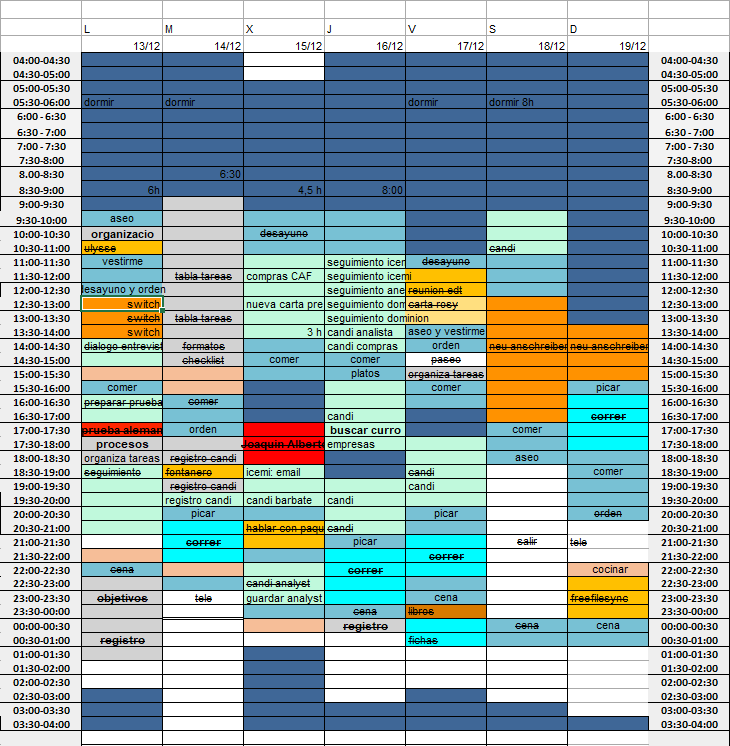 L M X J V S D
13/12 14/12 15/12 16/12 17/12 18/12 19/12
04:00-04:30 04:00-04:30
04:30-05:00 04:30-05:00
05:00-05:30 05:00-05:30
05:30-06:00 dormir dormir dormir dormir 8h 05:30-06:00
6:00 - 6:30 6:00 - 6:30
6:30 - 7:00 6:30 - 7:00
7:00 - 7:30 7:00 - 7:30
7:30-8:00 7:30-8:00
8.00-8:30 6:30 8.00-8:30
8:30-9:00 6h 4,5 h 8:00 8:30-9:00
9:00-9:30 9:00-9:30
9:30-10:00 aseo 9:30-10:00
10:00-10:30 organizacio desayuno 10:00-10:30
10:30-11:00 ulysse candi 10:30-11:00
11:00-11:30 vestirme seguimiento icem desayuno 11:00-11:30
11:30-12:00 tabla tareas compras CAF seguimiento icemi 11:30-12:00
12:00-12:30 desayuno y orden seguimiento ane reunion edt 12:00-12:30
12:30-13:00 switch nueva carta pre seguimiento dom carta rosy 12:30-13:00
13:00-13:30 switch tabla tareas seguimiento dominion 13:00-13:30
13:30-14:00 switch 3 h candi analista aseo y vestirme 13:30-14:00
14:00-14:30 dialogo entrevist formatos candi compras orden neu anschreiber neu anschreiber 14:00-14:30
14:30-15:00 checklist comer comer paseo 14:30-15:00
15:00-15:30 platos organiza tareas 15:00-15:30
15:30-16:00 comer comer picar 15:30-16:00
16:00-16:30 preparar prueba comer 16:00-16:30
16:30-17:00 candi correr 16:30-17:00
17:00-17:30 prueba aleman orden buscar curro comer 17:00-17:30
17:30-18:00 procesos Joaquin Alberto empresas 17:30-18:00
18:00-18:30 organiza tareas registro candi aseo 18:00-18:30
18:30-19:00 seguimiento fontanero icemi: email candi comer 18:30-19:00
19:00-19:30 registro candi candi 19:00-19:30
19:30-20:00 registro candi candi barbate candi 19:30-20:00
20:00-20:30 picar picar orden 20:00-20:30
20:30-21:00 hablar con paqu candi 20:30-21:00
21:00-21:30 correr picar salir tele 21:00-21:30
21:30-22:00 correr 21:30-22:00
22:00-22:30 cena correr cocinar 22:00-22:30
22:30-23:00 candi analyst 22:30-23:00
23:00-23:30 objetivos tele guardar analyst cena freefilesync 23:00-23:30
23:30-00:00 cena libros 23:30-00:00
00:00-00:30 registro cena cena 00:00-00:30
00:30-01:00 registro fichas 00:30-01:00
01:00-01:30 01:00-01:30
01:30-02:00 01:30-02:00
02:00-02:30 02:00-02:30
02:30-03:00 02:30-03:00
03:00-03:30 03:00-03:30
03:30-04:00 03:30-04:00